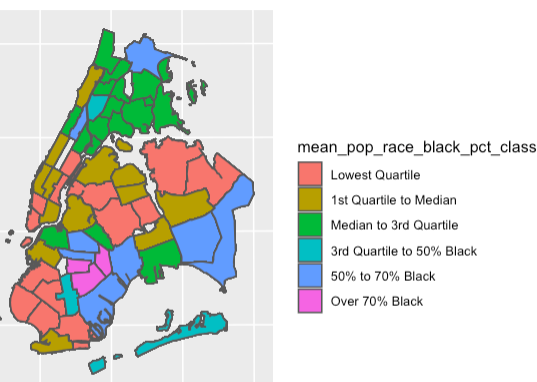 mean_pop_race_black_pct_class
Lowest Quartile
1st Quartile to Median
Median to 3rd Quartile
3rd Quartile to 50% Black
50% to 70% Black
Over 70% Black